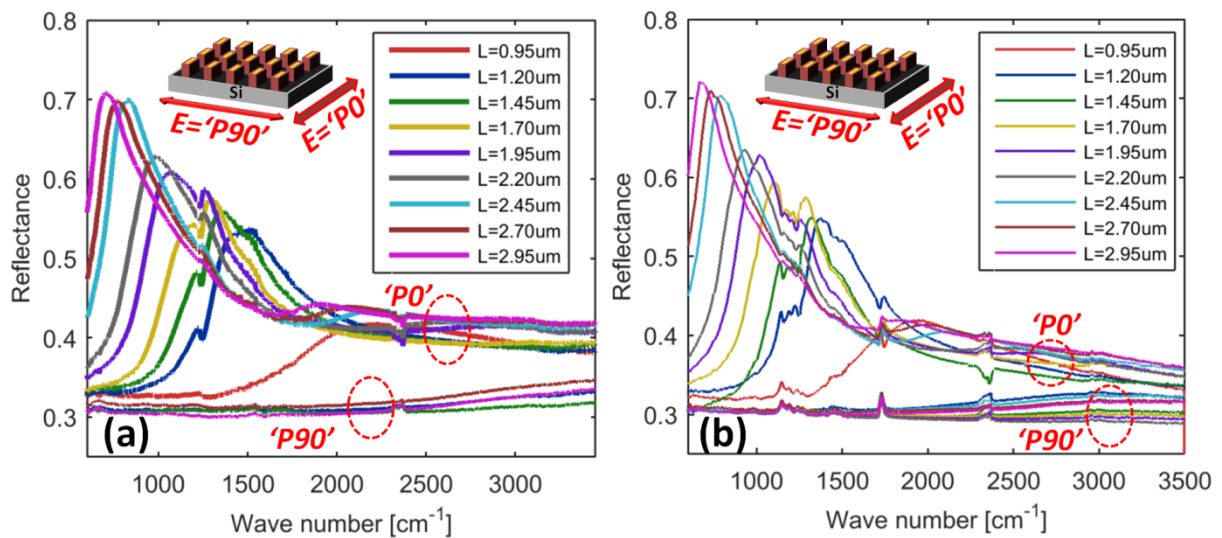 0.8
0.7
0.6
0.5
0.4
0.3
Reflectance
1000
1500
2000
2500
3000
Wave number [cm⁻¹]
Si
E='P90'
E='P0'
L=0.95um
L=1.20um
L=1.45um
L=1.70um
L=1.95um
L=2.20um
L=2.45um
L=2.70um
L=2.95um
'P0'
'P90'
(a)
0.8
0.7
0.6
0.5
0.4
0.3
Reflectance
1000
1500
2000
2500
3000
3500
Wave number [cm⁻¹]
Si
E='P90'
E='P0'
L=0.95um
L=1.20um
L=1.45um
L=1.70um
L=1.95um
L=2.20um
L=2.45um
L=2.70um
L=2.95um
'P0'
'P90'
(b)